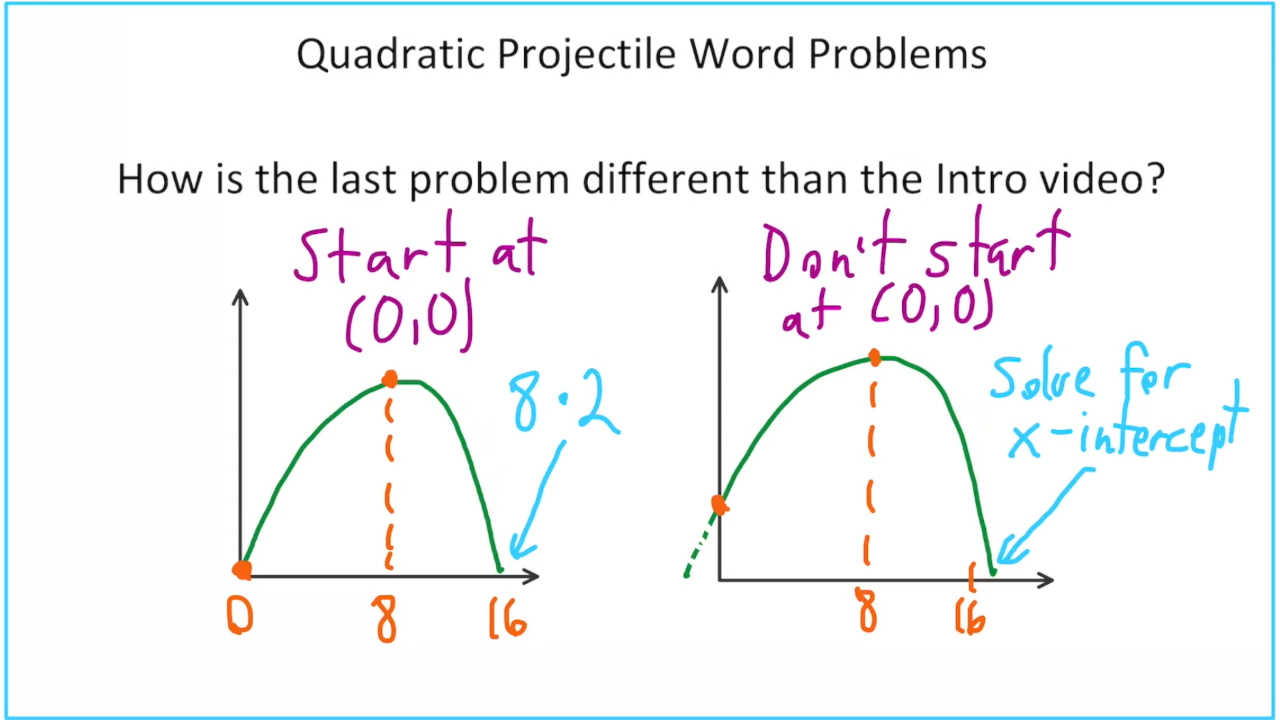 Quadratic Projectile Word Problems
How is the last problem different than the Intro video?
Start at
(0,0)
8·2
0 8 16
Don't start
at (0,0)
Solve for
x-intercept
8 16